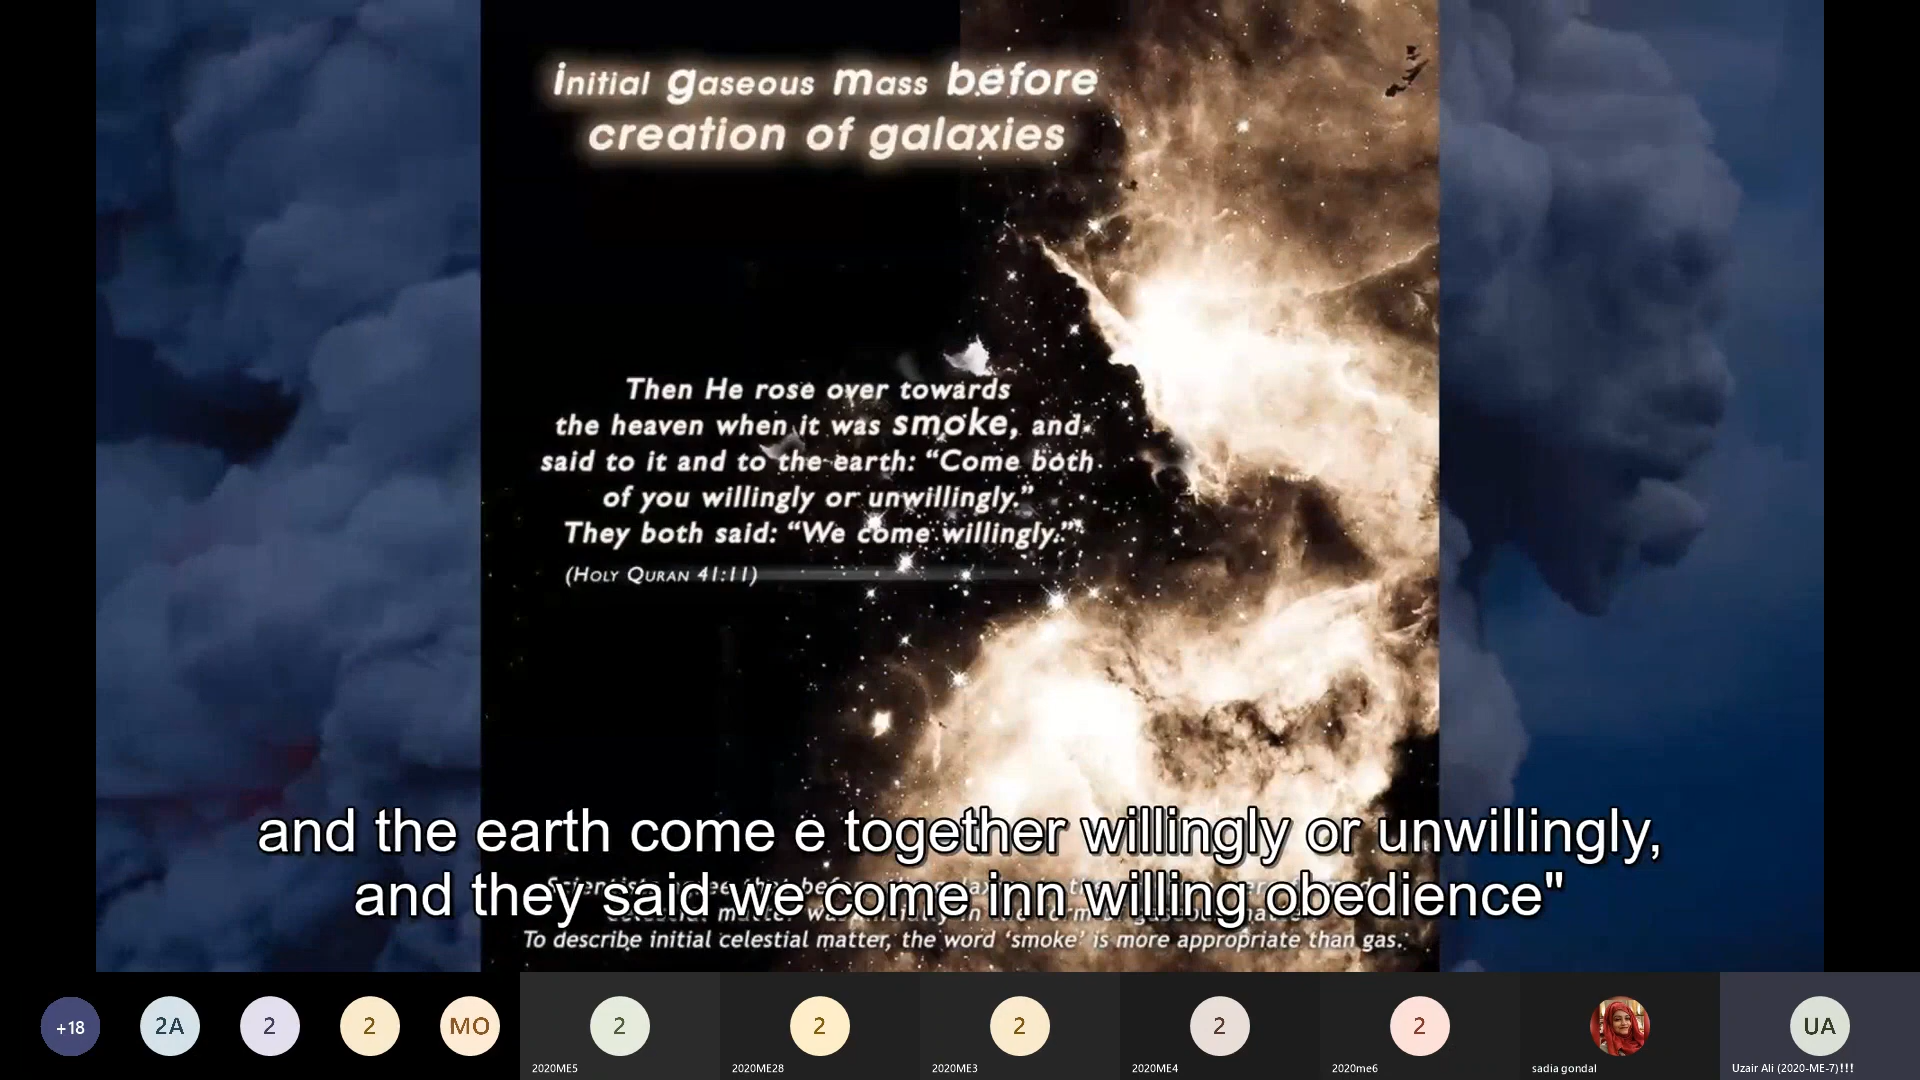 initial gaseous mass before
creation of galaxies
Then He rose over towards
the heaven when it was smoke, and
said to it and to the earth: “Come both
of you willingly or unwillingly.”
They both said: “We come willingly.”
(HOLY QURAN 41:11)
and the earth come e together willingly or unwillingly,
and they said we come inn willing obedience"
To describe initial celestial matter, the word ‘smoke’ is more appropriate than gas.
+18
2A
2
2
MO
2
2
2
2
2
UA
2020ME5
2020ME28
2020ME3
2020ME4
2020me6
sadia gondal
Uzair Ali (2020-ME-7)!!!